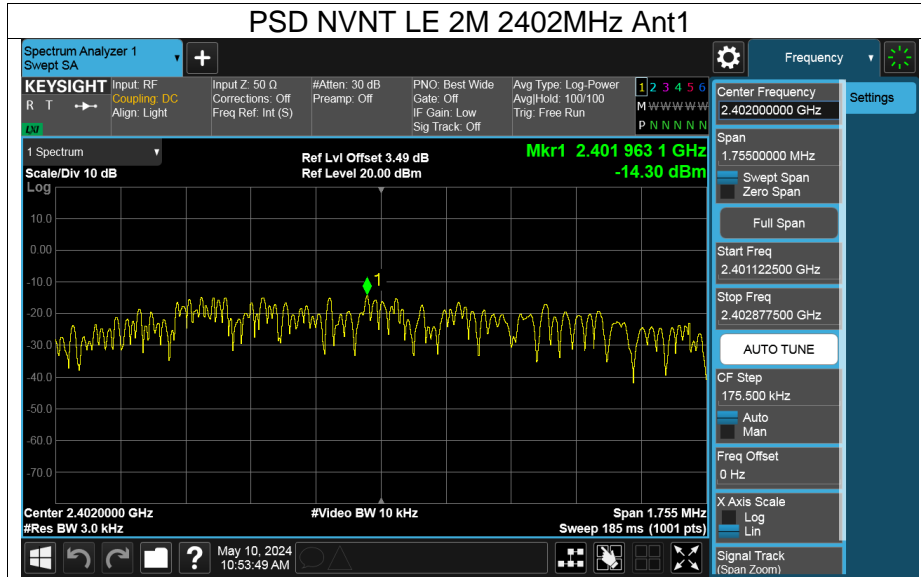 PSD NVNT LE 2M 2402MHz Ant1
Spectrum Analyzer 1
Swept SA
Frequency
KEYSIGHT
R T
LXI
Input: RF
Coupling: DC
Align: Light
Input Z: 50 Ω
Corrections: Off
Freq Ref: Int (S)
#Atten: 30 dB
Preamp: Off
PNO: Best Wide
Gate: Off
IF Gain: Low
Sig Track: Off
Avg Type: Log-Power
Avg|Hold: 100/100
Trig: Free Run
1 2 3 4 5 6
M W W W W W
P N N N N N
1 Spectrum
Scale/Div 10 dB
Ref Lvl Offset 3.49 dB
Ref Level 20.00 dBm
Mkr1 2.401 963 1 GHz
-14.30 dBm
Log
10.0
0.00
-10.0
-20.0
-30.0
-40.0
-50.0
-60.0
-70.0
1
Center 2.4020000 GHz
#Res BW 3.0 kHz
#Video BW 10 kHz
Span 1.755 MHz
Sweep 185 ms (1001 pts)
Center Frequency
2.402000000 GHz
Settings
Span
1.75500000 MHz
Swept Span
Zero Span
Full Span
Start Freq
2.401122500 GHz
Stop Freq
2.402877500 GHz
AUTO TUNE
CF Step
175.500 kHz
Auto
Man
Freq Offset
0 Hz
X Axis Scale
Log
Lin
Signal Track
(Span Zoom)
?
May 10, 2024
10:53:49 AM